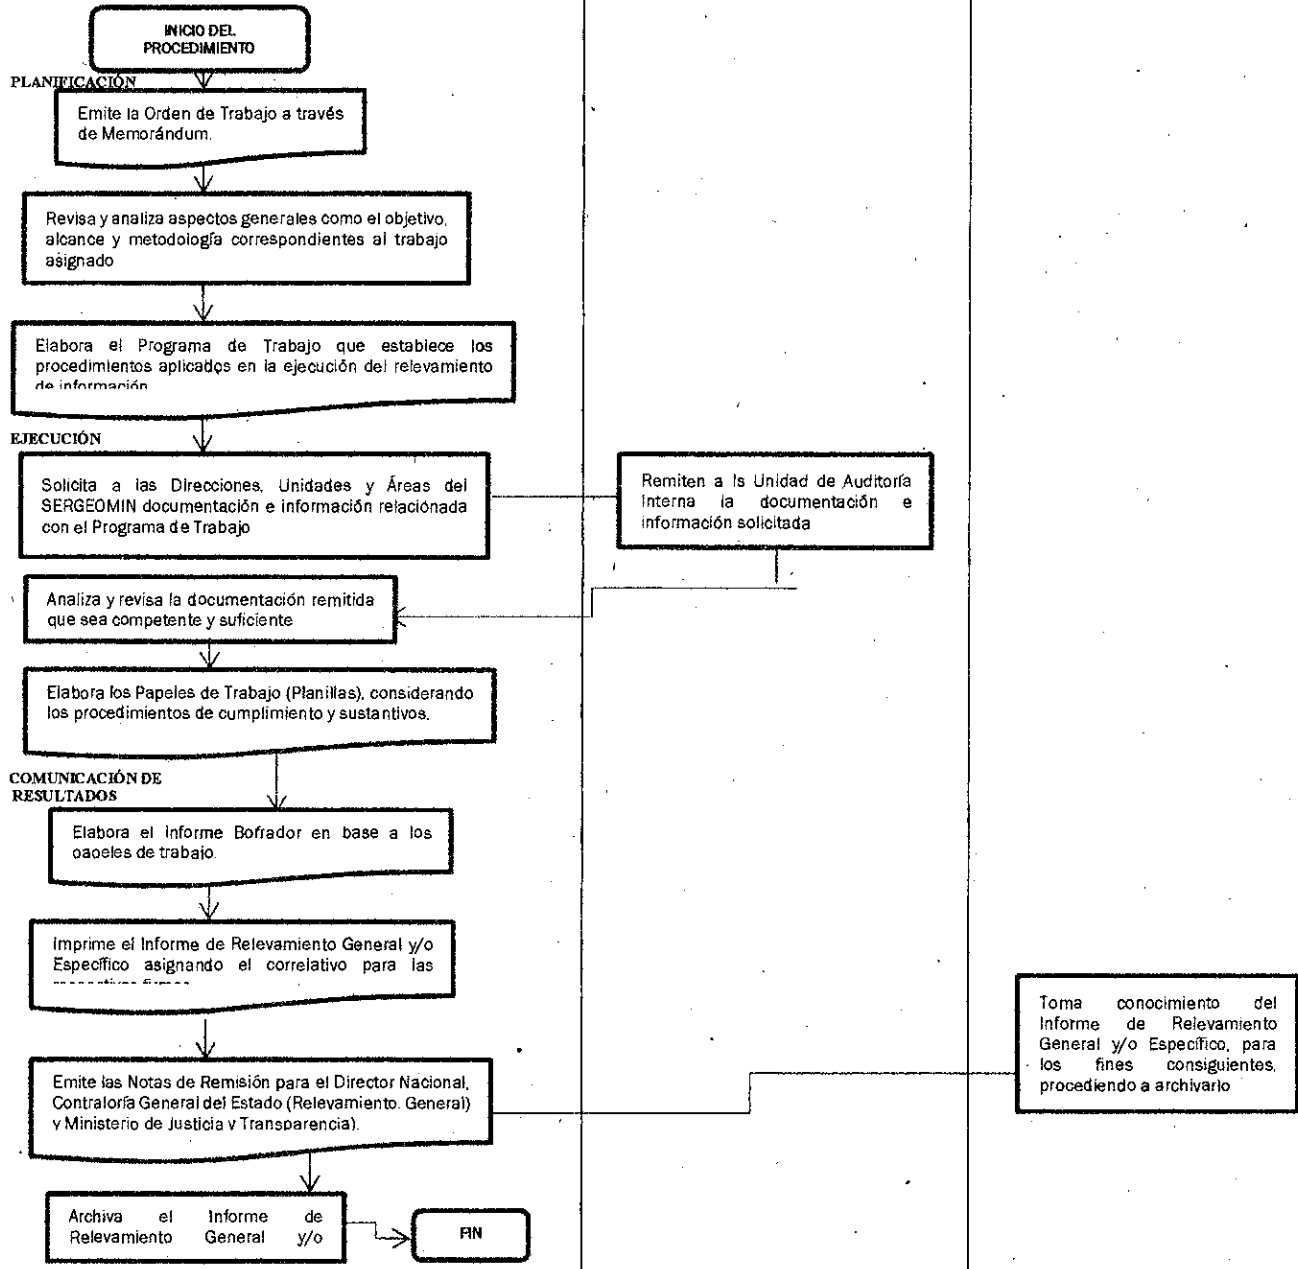 INICIO DEL
PROCEDIMIENTO
PLANIFICACIÓN
Emite la Orden de Trabajo a través
de Memorándum.
Revisa y analiza aspectos generales como el objetivo,
alcance y metodología correspondientes al trabajo
asignado
Elabora el Programa de Trabajo que establece los
procedimientos aplicados en la ejecución del relevamiento
de información
EJECUCIÓN
Solicita a las Direcciones, Unidades y Áreas del
SERGEOMIN documentación e información relacionada
con el Programa de Trabajo
Remiten a ls Unidad de Auditoría
Interna la documentación e
información solicitada
Analiza y revisa la documentación remitida
que sea competente y suficiente
Elabora los Papeles de Trabajo (Planillas), considerando
los procedimientos de cumplimiento y sustantivos.
COMUNICACIÓN DE
RESULTADOS
Elabora el Informe Bofrador en base a los
papeles de trabajo.
Imprime el Informe de Relevamiento General y/o
Específico asignando el correlativo para las
Toma conocimiento del
Informe de Relevamiento
General y/o Específico, para
los fines consiguientes,
procediendo a archivarlo
Emite las Notas de Remisión para el Director Nacional,
Contraloría General del Estado (Relevamiento. General)
y Ministerio de Justicia y Transparencia).
Archiva el Informe de
Relevamiento General y/o
FIN